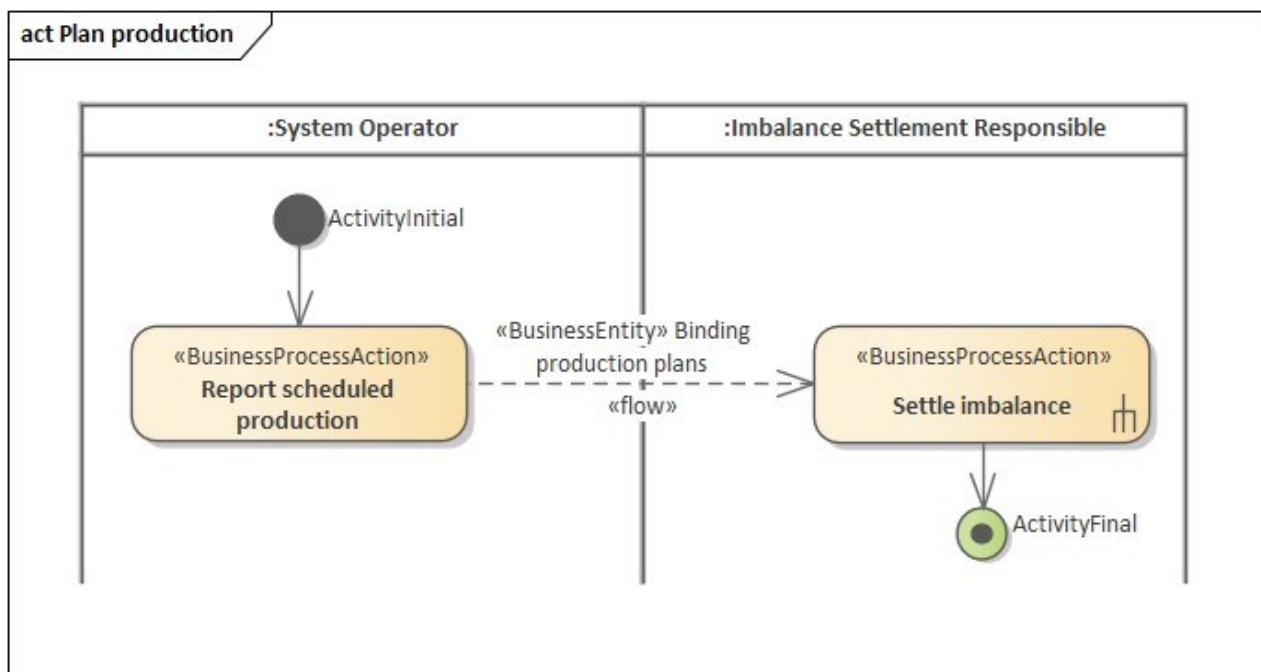 act Plan production
:System Operator
:Imbalance Settlement Responsible
ActivityInitial
«BusinessProcessAction»
Report scheduled
production
«BusinessEntity» Binding
production plans
«flow»
«BusinessProcessAction»
Settle imbalance
ActivityFinal